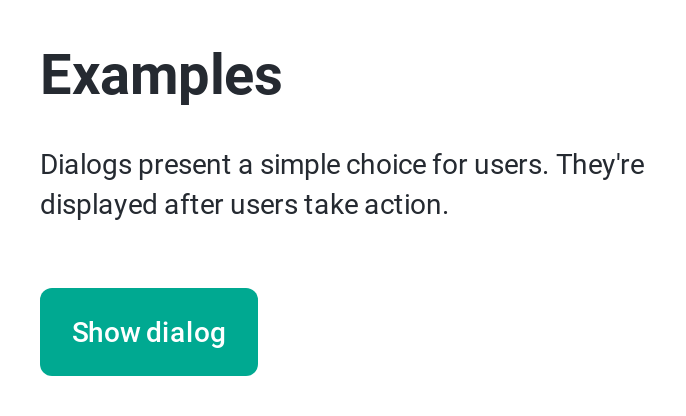 Examples
Dialogs present a simple choice for users. They're
displayed after users take action.
Show dialog